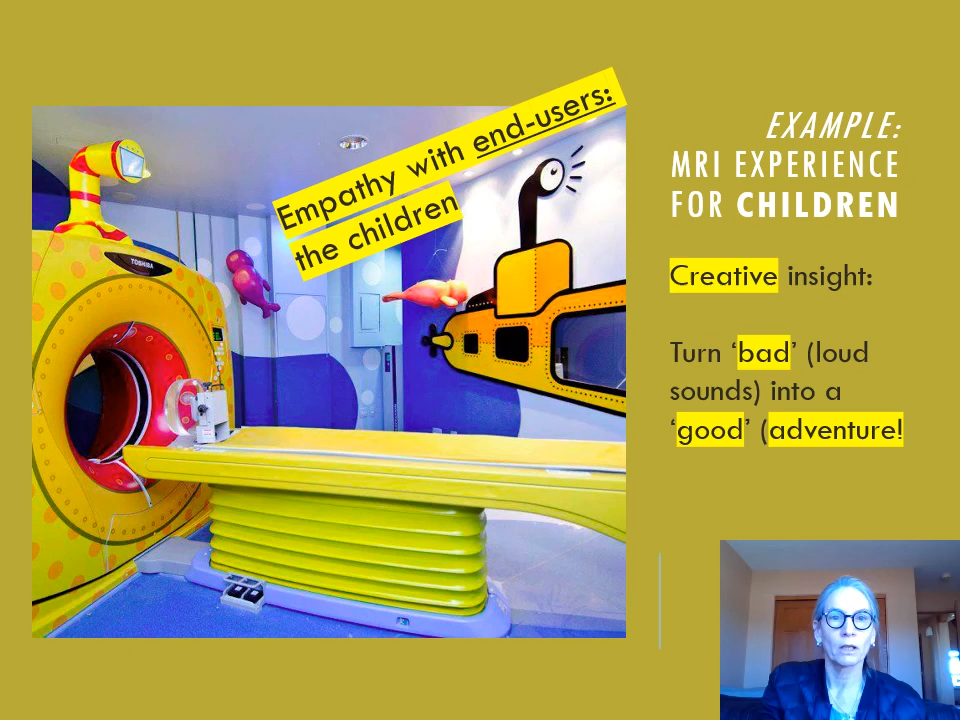 Empathy with end-users:
the children
EXAMPLE:
MRI EXPERIENCE
FOR CHILDREN
Creative insight:
Turn ‘bad’ (loud
sounds) into a
‘good’ (adventure!
TOSHIBA